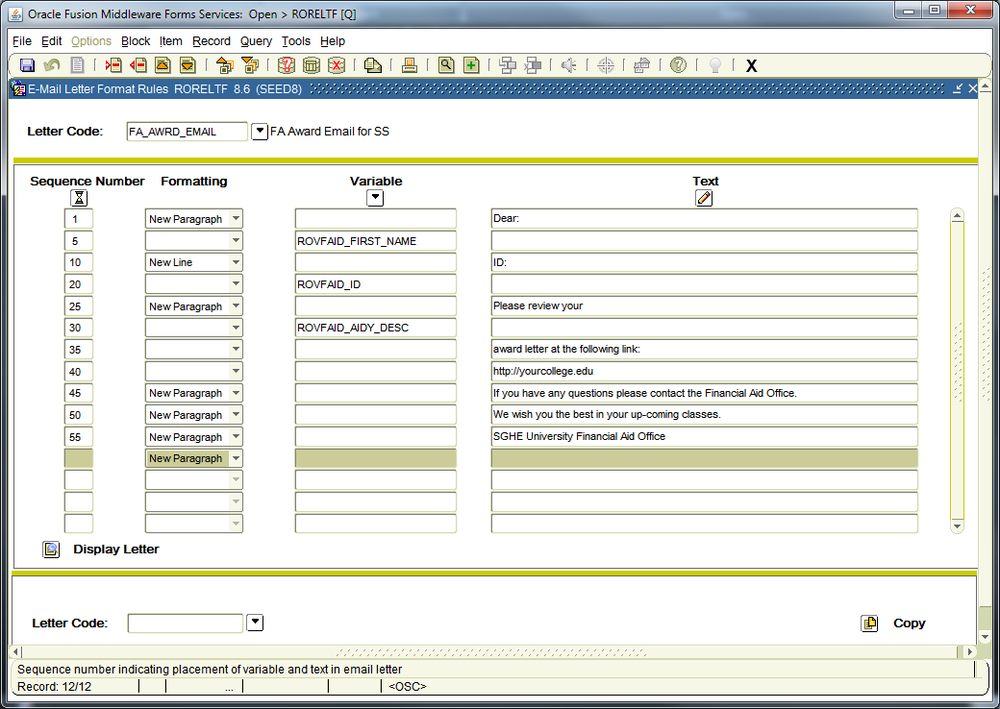 Oracle Fusion Middleware Forms Services: Open > RORELTF [Q]
File Edit Options Block Item Record Query Tools Help
X
E-Mail Letter Format Rules RORELTF 8.6 (SEED8)
Letter Code: FA_AWRD_EMAIL FA Award Email for SS
Sequence Number Formatting Variable Text
1 New Paragraph Dear:
5 ROVFAID_FIRST_NAME
10 New Line ID:
20 ROVFAID_ID
25 New Paragraph Please review your
30 ROVFAID_AIDY_DESC
35 award letter at the following link:
40 http://yourcollege.edu
45 New Paragraph If you have any questions please contact the Financial Aid Office.
50 New Paragraph We wish you the best in your up-coming classes.
55 New Paragraph SGHE University Financial Aid Office
New Paragraph
Display Letter
Letter Code: Copy
Sequence number indicating placement of variable and text in email letter
Record: 12/12 ... <OSC>